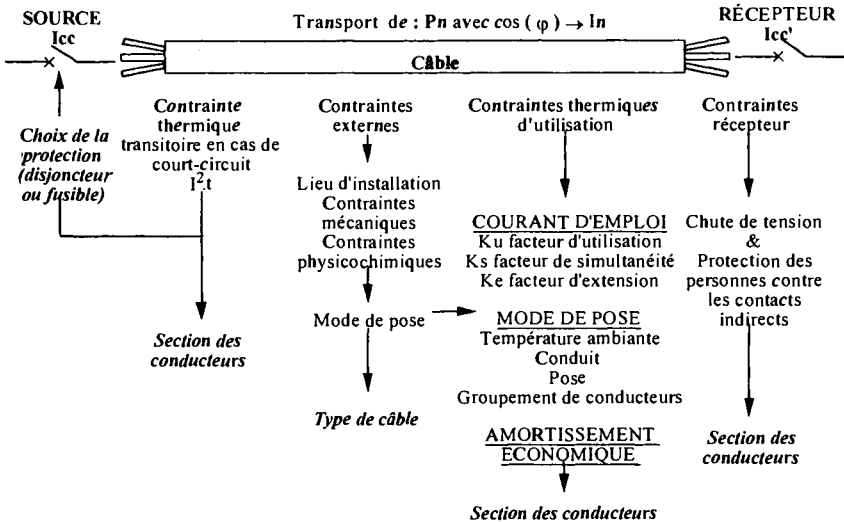 SOURCE
Icc
Transport de : Pn avec cos ( φ ) → In
RÉCEPTEUR
Icc'
Câble
Choix de la
protection
(disjoncteur
ou fusible)
Contrainte
thermique
transitoire en cas de
court-circuit
I².t
Section des
conducteurs
Contraintes
externes
Lieu d'installation
Contraintes
mécaniques
Contraintes
physicochimiques
Mode de pose
Type de câble
Contraintes thermiques
d'utilisation
COURANT D'EMPLOI
Ku facteur d'utilisation
Ks facteur de simultanéité
Ke facteur d'extension
MODE DE POSE
Température ambiante
Conduit
Pose
Groupement de conducteurs
AMORTISSEMENT
ECONOMIQUE
Section des conducteurs
Contraintes
récepteur
Chute de tension
&
Protection des
personnes contre
les contacts
indirects
Section des
conducteurs